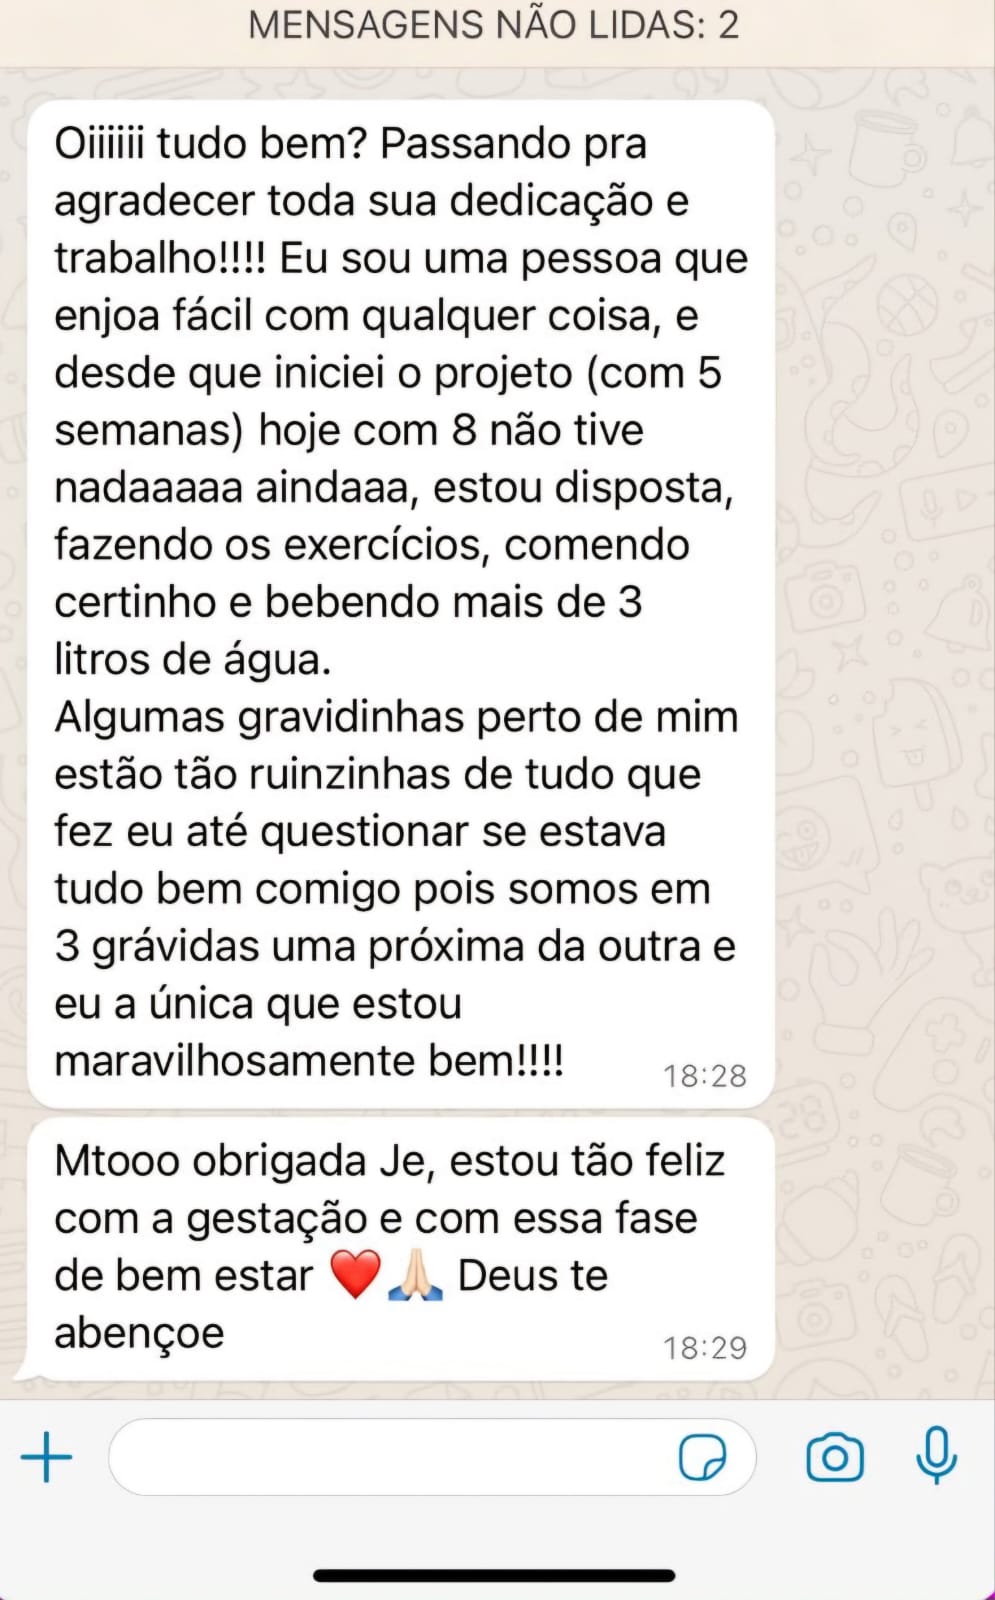 MENSAGENS NÃO LIDAS: 2
Oiiiiii tudo bem? Passando pra
agradecer toda sua dedicação e
trabalho!!!! Eu sou uma pessoa que
enjoa fácil com qualquer coisa, e
desde que iniciei o projeto (com 5
semanas) hoje com 8 não tive
nadaaaaa aindaaa, estou disposta,
fazendo os exercícios, comendo
certinho e bebendo mais de 3
litros de água.
Algumas gravidinhas perto de mim
estão tão ruinzinhas de tudo que
fez eu até questionar se estava
tudo bem comigo pois somos em
3 grávidas uma próxima da outra e
eu a única que estou
maravilhosamente bem!!!!
18:28
Mtooo obrigada Je, estou tão feliz
com a gestação e com essa fase
de bem estar ❤️🙏🏻 Deus te
abençoe
18:29